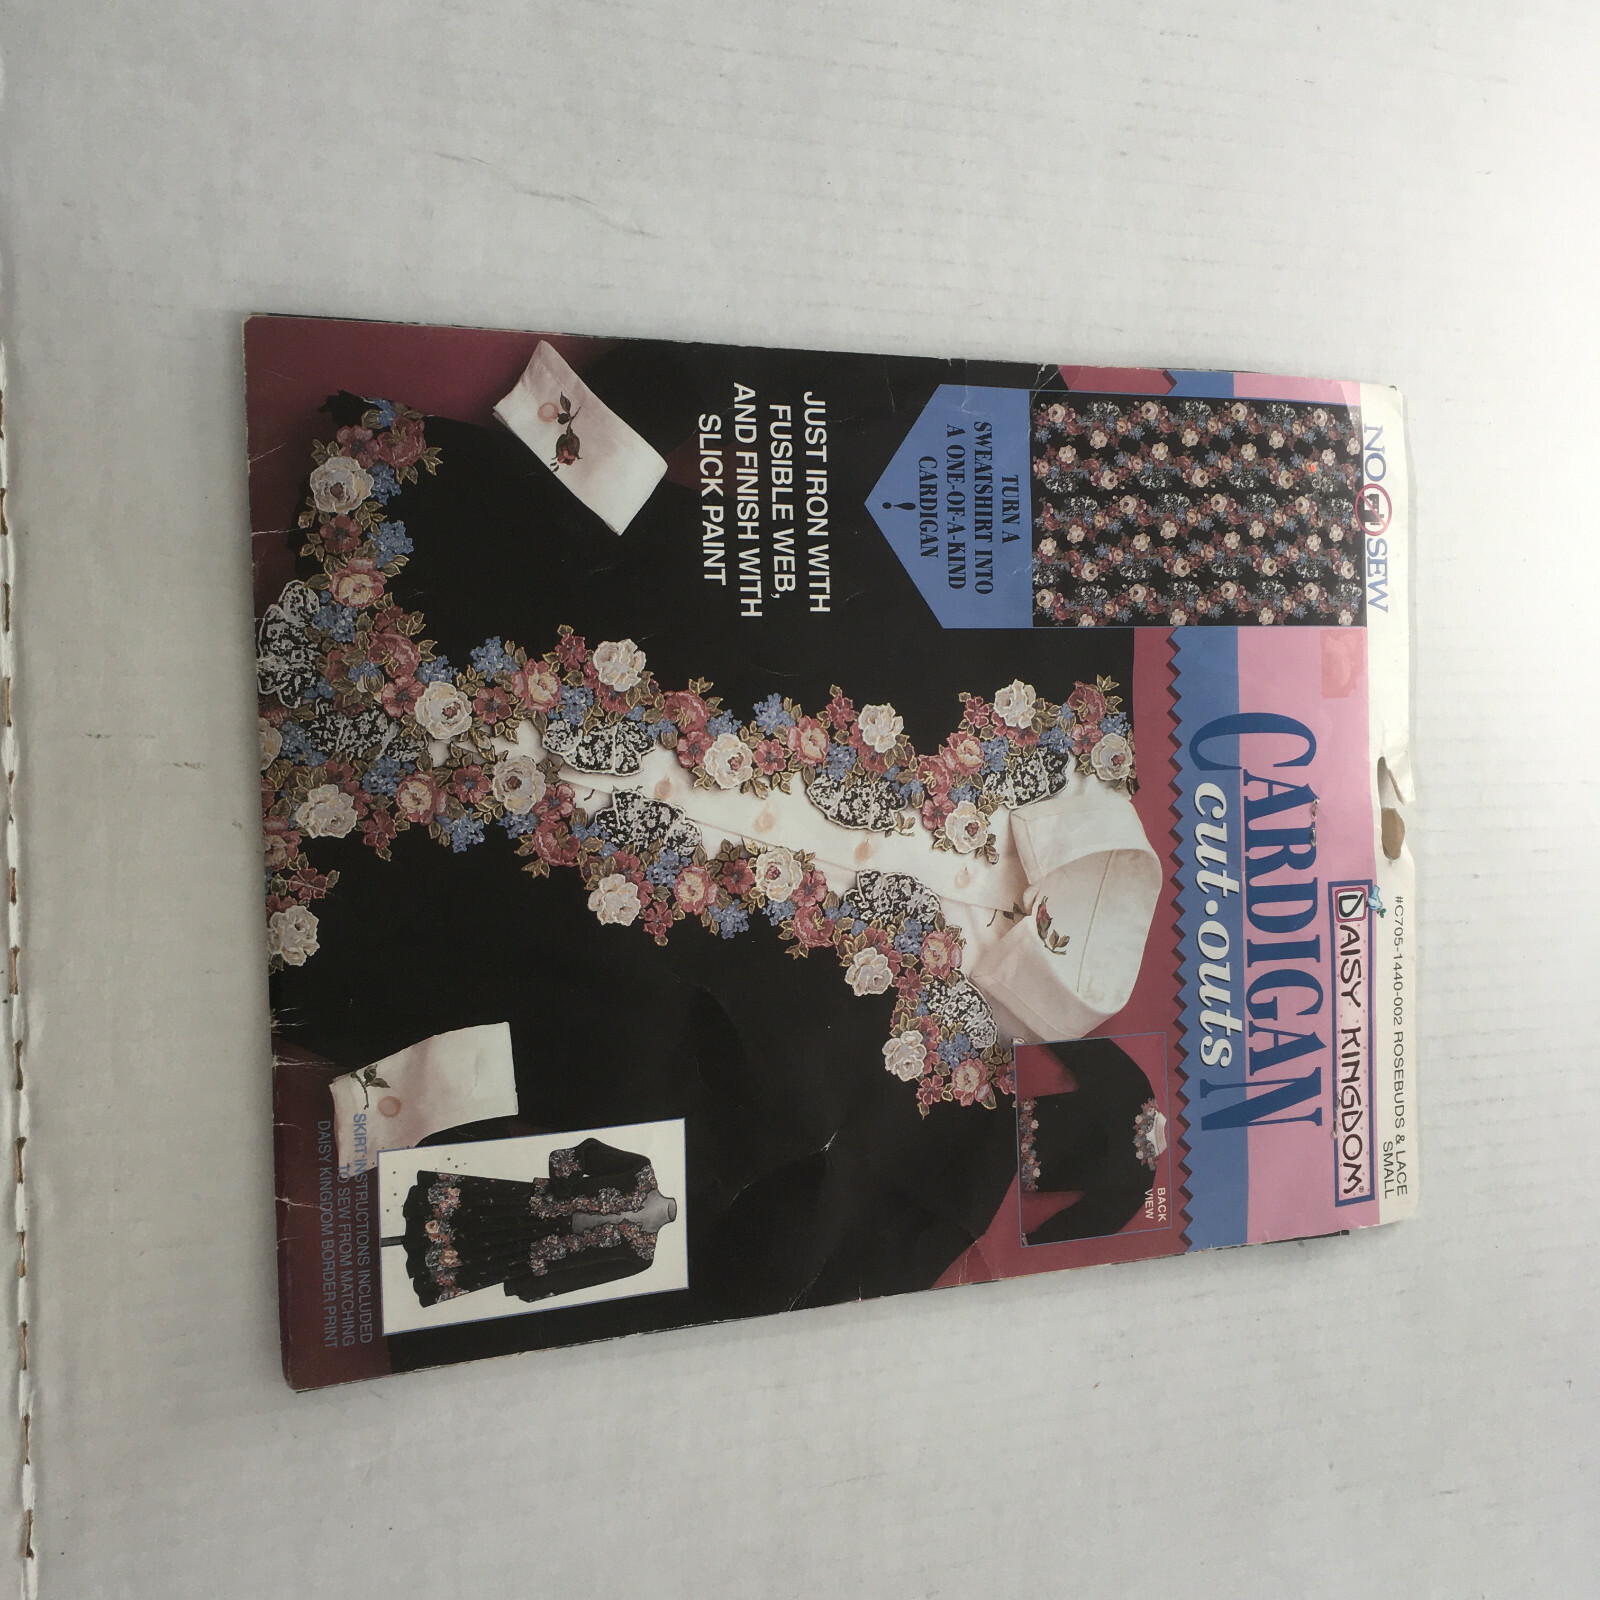 #C705-1440-002 ROSEBUDS & LACE
SMALL
NO SEW
DAISY KINGDOM®
CARDIGAN
cut•outs
BACK
VIEW
TURN A
SWEATSHIRT INTO
A ONE-OF-A-KIND
CARDIGAN
!
JUST IRON WITH
FUSIBLE WEB,
AND FINISH WITH
SLICK PAINT
SKIRT INSTRUCTIONS INCLUDED
TO SEW FROM MATCHING
DAISY KINGDOM BORDER PRINT